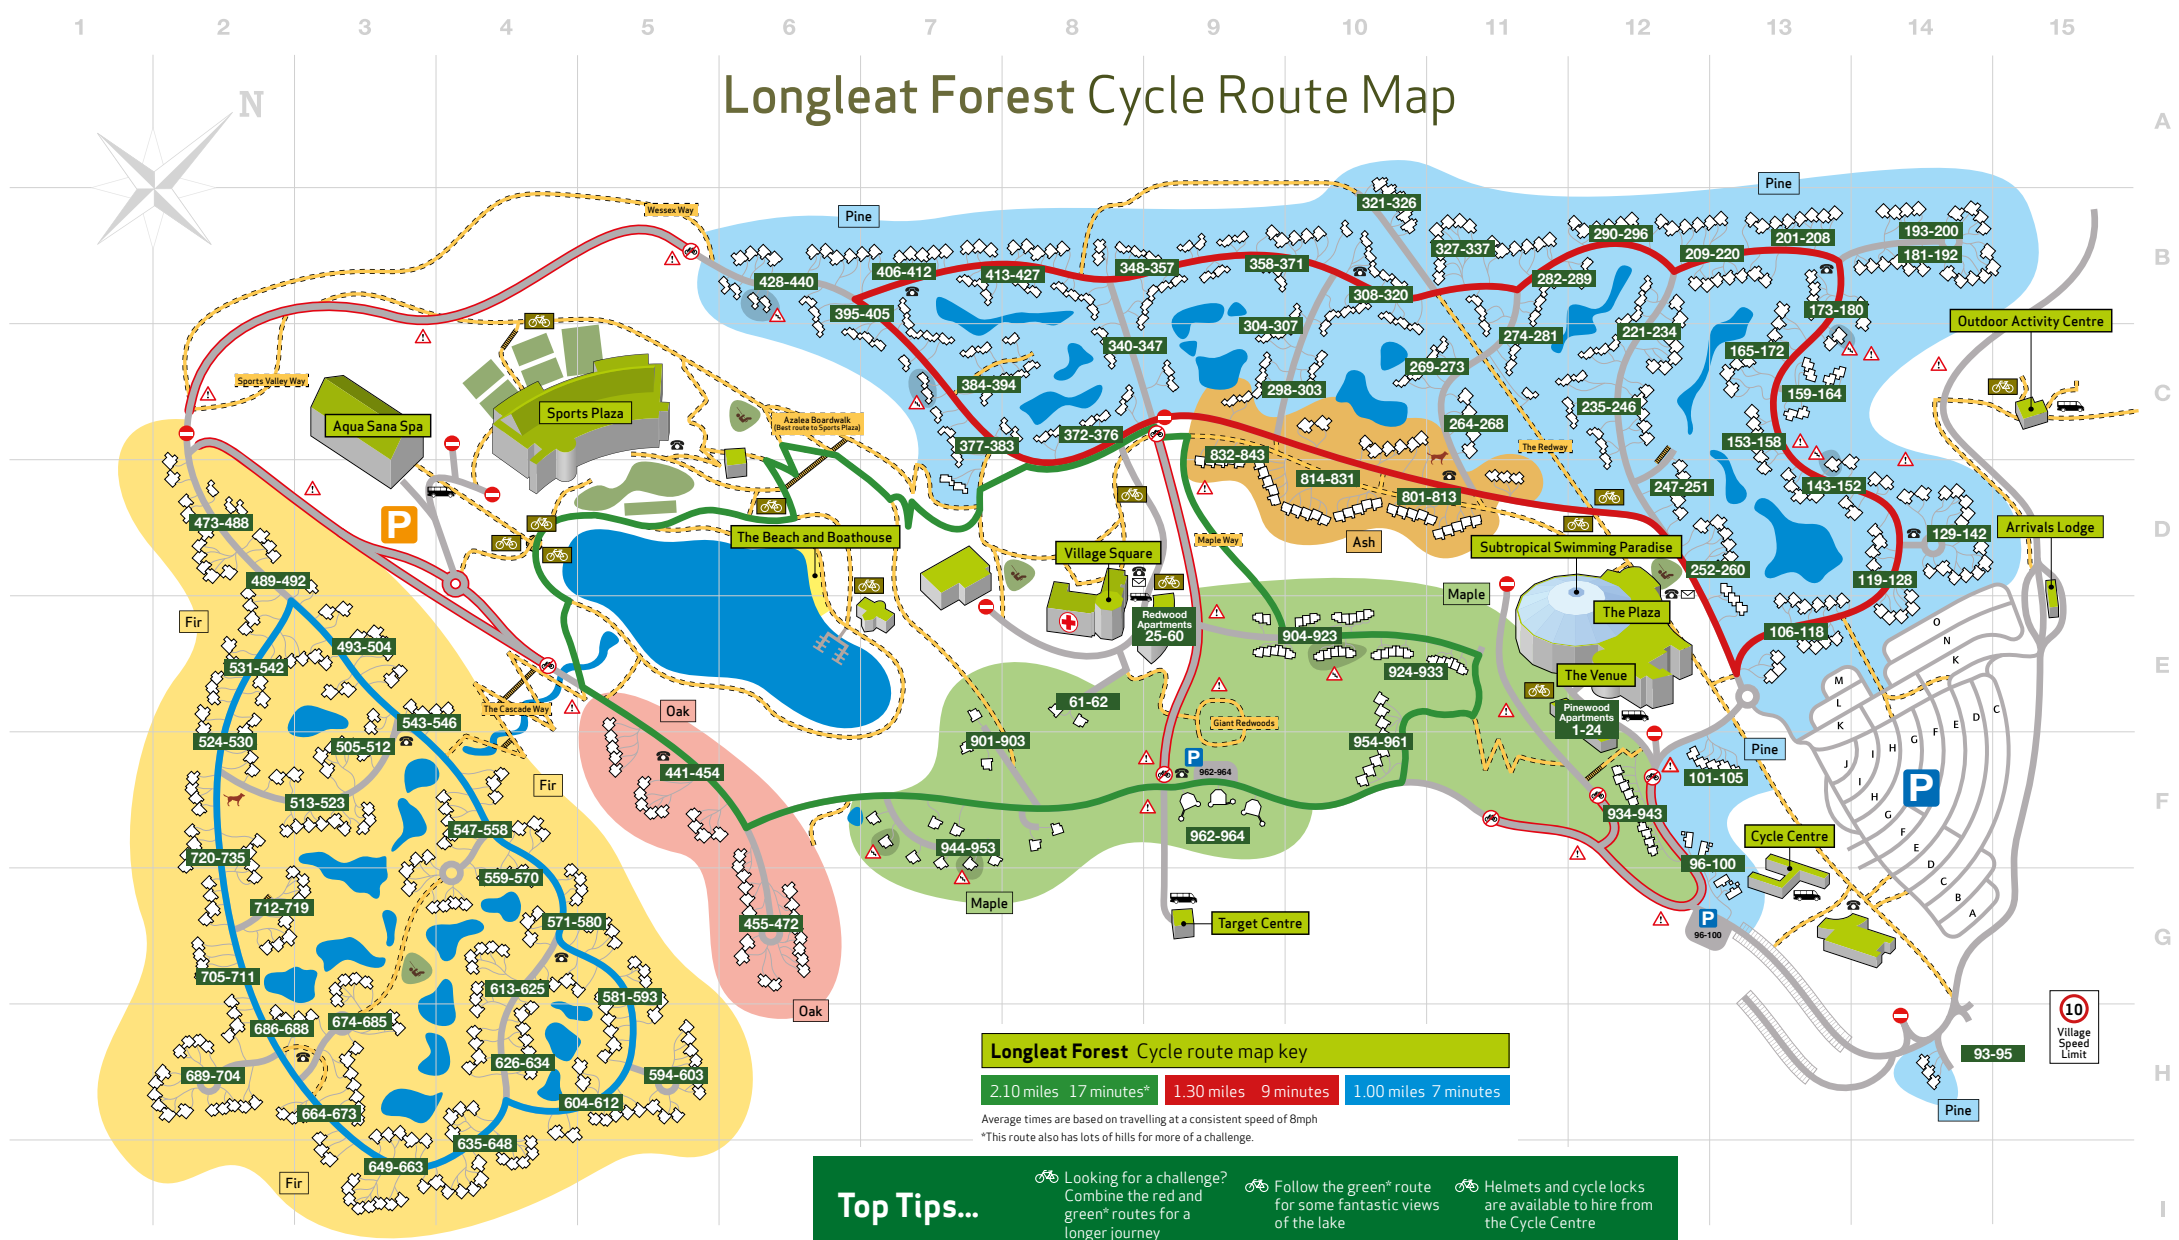 1 2 3 4 5 6 7 8 9 10 11 12 13 14 15
Longleat Forest Cycle Route Map
N
A
B
C
D
E
F
G
H
I
Wessex Way
Pine
Pine
321-326
327-337
290-296
201-208
193-200
209-220
181-192
428-440
406-412
413-427
348-357
358-371
282-289
308-320
395-405
304-307
173-180
Outdoor Activity Centre
340-347
274-281
221-234
165-172
269-273
Sports Valley Way
384-394
298-303
159-164
235-246
Sports Plaza
Aqua Sana Spa
Azalea Boardwalk
(Best route to Sports Plaza)
372-376
377-383
264-268
The Redway
153-158
832-843
814-831
801-813
247-251
143-152
P
473-488
The Beach and Boathouse
Village Square
Maple Way
Ash
Subtropical Swimming Paradise
Arrivals Lodge
129-142
489-492
252-260
119-128
Maple
The Plaza
Fir
Redwood
Apartments
25-60
904-923
106-118
493-504
531-542
924-933
The Venue
O
N
K
M
L
K
J
I
H
G
F
E
D
C
I
H
G
F
E
D
C
B
A
The Cascade Way
Oak
61-62
Giant Redwoods
Pinewood
Apartments
1-24
543-546
524-530
505-512
901-903
954-961
Pine
P
962-964
441-454
101-105
P
Fir
513-523
547-558
962-964
934-943
Cycle Centre
720-735
944-953
96-100
559-570
712-719
Maple
571-580
455-472
Target Centre
P
96-100
705-711
613-625
581-593
Oak
686-688
674-685
10
Village
Speed
Limit
93-95
Longleat Forest Cycle route map key
626-634
689-704
594-603
2.10 miles 17 minutes*
1.30 miles 9 minutes
1.00 miles 7 minutes
604-612
664-673
Pine
Average times are based on travelling at a consistent speed of 8mph
*This route also has lots of hills for more of a challenge.
635-648
649-663
Fir
Top Tips...
Looking for a challenge?
Combine the red and
green* routes for a
longer journey
Follow the green* route
for some fantastic views
of the lake
Helmets and cycle locks
are available to hire from
the Cycle Centre